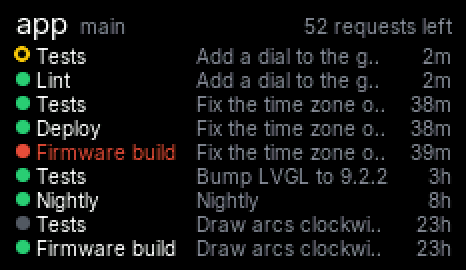 app main 52 requests left
Tests Add a dial to the g.. 2m
Lint Add a dial to the g.. 2m
Tests Fix the time zone o.. 38m
Deploy Fix the time zone o.. 38m
Firmware build Fix the time zone o.. 39m
Tests Bump LVGL to 9.2.2 3h
Nightly Nightly 8h
Tests Draw arcs clockwi.. 23h
Firmware build Draw arcs clockwi.. 23h